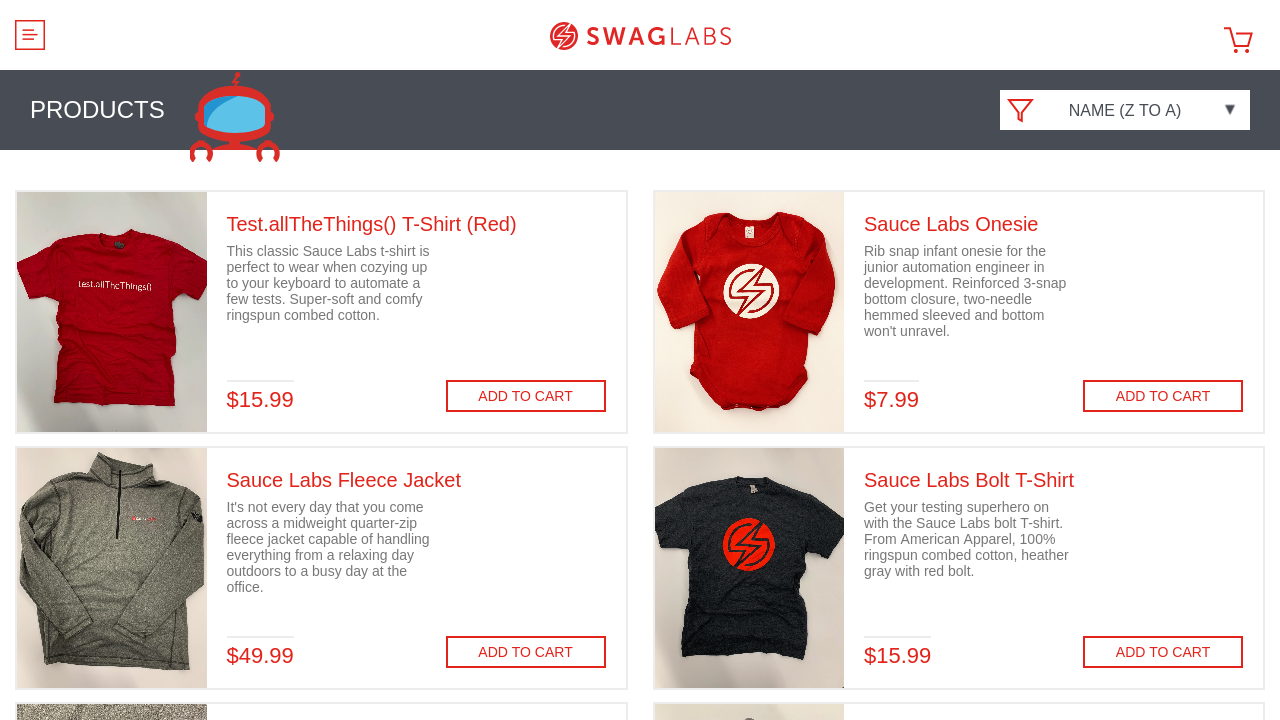 SWAGLABS
PRODUCTS
NAME (Z TO A)
test.allTheThings()
Test.allTheThings() T-Shirt (Red)
This classic Sauce Labs t-shirt is
perfect to wear when cozying up
to your keyboard to automate a
few tests. Super-soft and comfy
ringspun combed cotton.
$15.99
ADD TO CART
Sauce Labs Onesie
Rib snap infant onesie for the
junior automation engineer in
development. Reinforced 3-snap
bottom closure, two-needle
hemmed sleeved and bottom
won't unravel.
$7.99
ADD TO CART
Sauce Labs Fleece Jacket
It's not every day that you come
across a midweight quarter-zip
fleece jacket capable of handling
everything from a relaxing day
outdoors to a busy day at the
office.
$49.99
ADD TO CART
Sauce Labs Bolt T-Shirt
Get your testing superhero on
with the Sauce Labs bolt T-shirt.
From American Apparel, 100%
ringspun combed cotton, heather
gray with red bolt.
$15.99
ADD TO CART